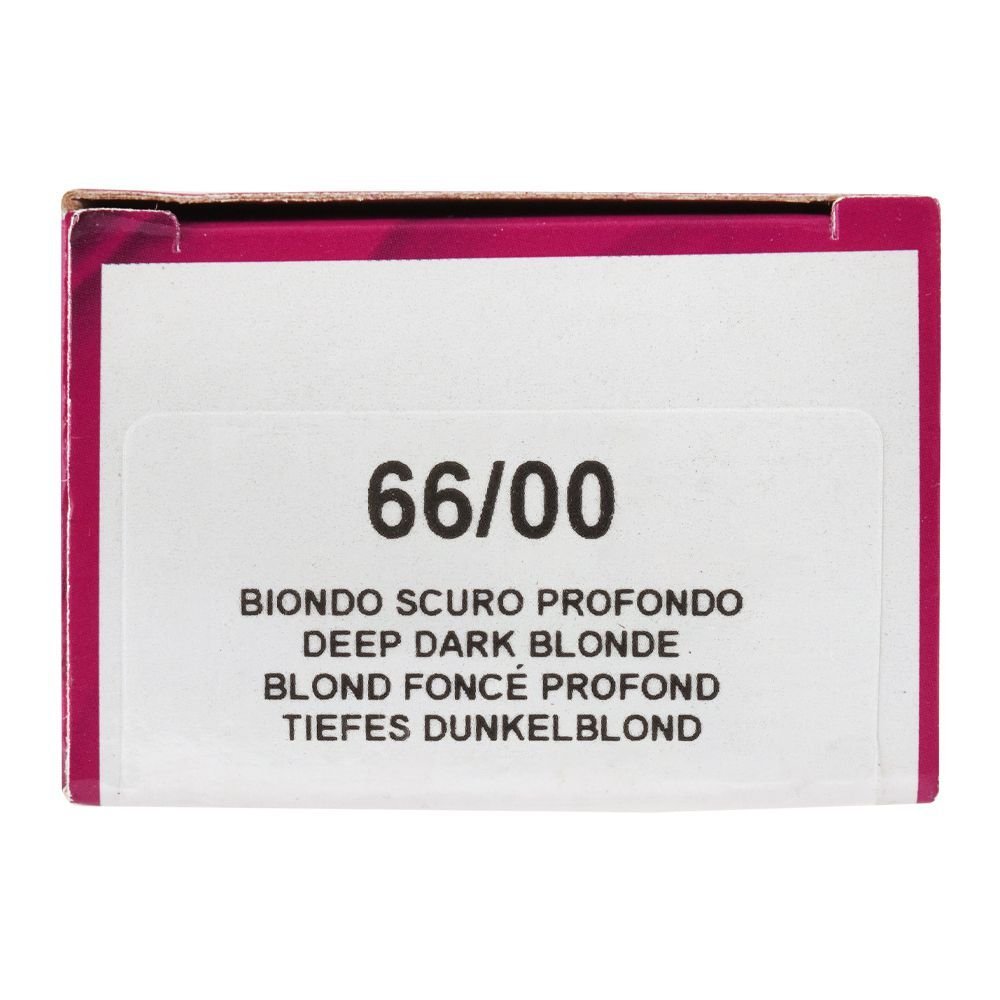 66/00
BIONDO SCURO PROFONDO
DEEP DARK BLONDE
BLOND FONCÉ PROFOND
TIEFES DUNKELBLOND